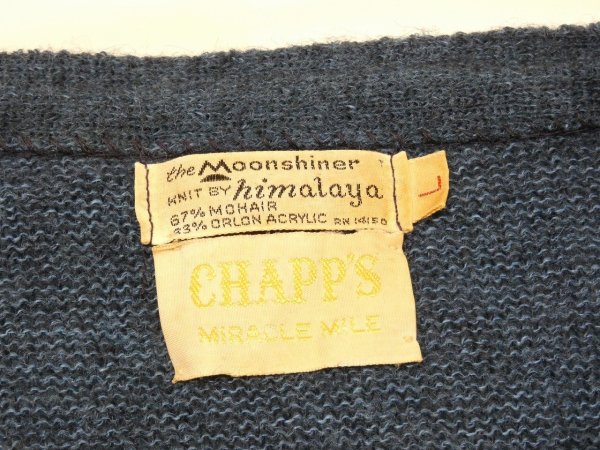 the Moonshiner
KNIT BY himalaya
67% MOHAIR
33% ORLON ACRYLIC RN 14150
L
CHAPP'S
MIRACLE MILE